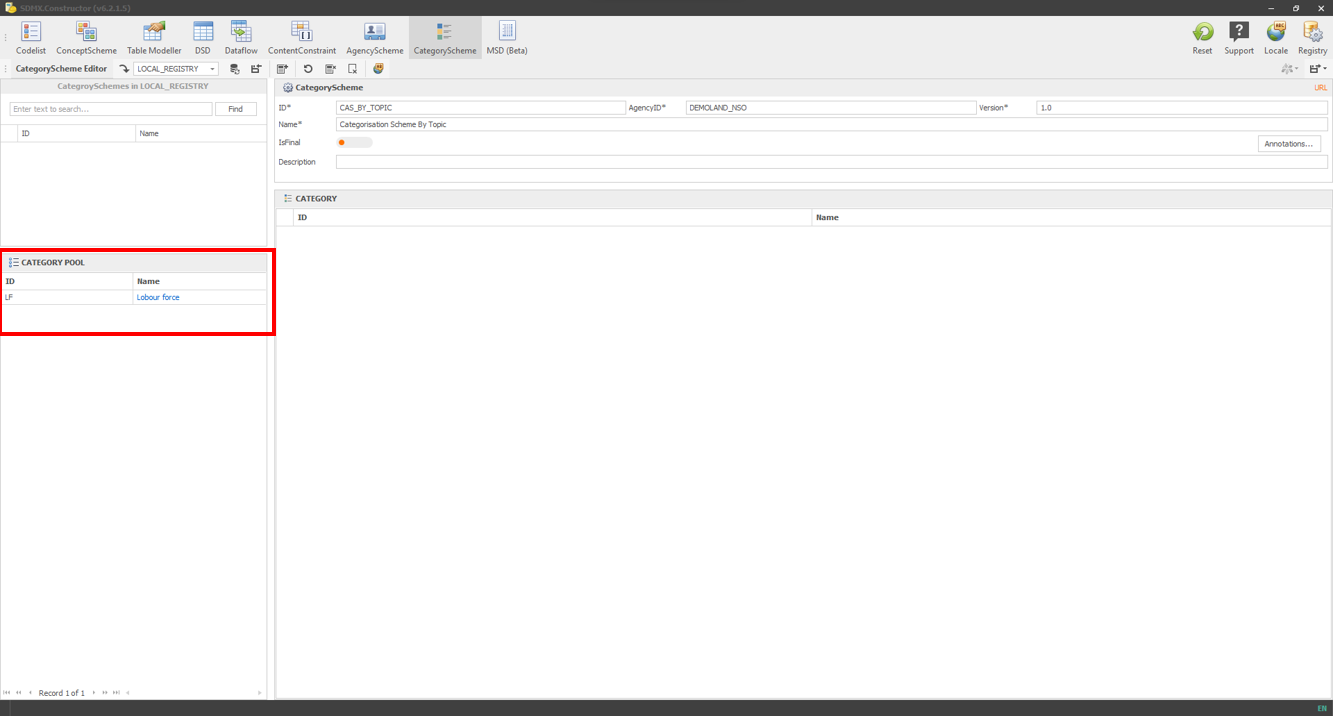 SDMX.Constructor (v6.2.1.5)
Codelist ConceptScheme Table Modeller DSD Dataflow ContentConstraint AgencyScheme CategoryScheme MSD (Beta) Reset Support Locale Registry
CategoryScheme Editor LOCAL_REGISTRY
CategroySchemes in LOCAL_REGISTRY
Enter text to search... Find
ID Name
CATEGORY POOL
ID Name
LF Lobour force
Record 1 of 1
CategoryScheme URL
ID* CAS_BY_TOPIC AgencyID* DEMOLAND_NSO Version* 1.0
Name* Categorisation Scheme By Topic
IsFinal Annotations...
Description
CATEGORY
ID Name
EN